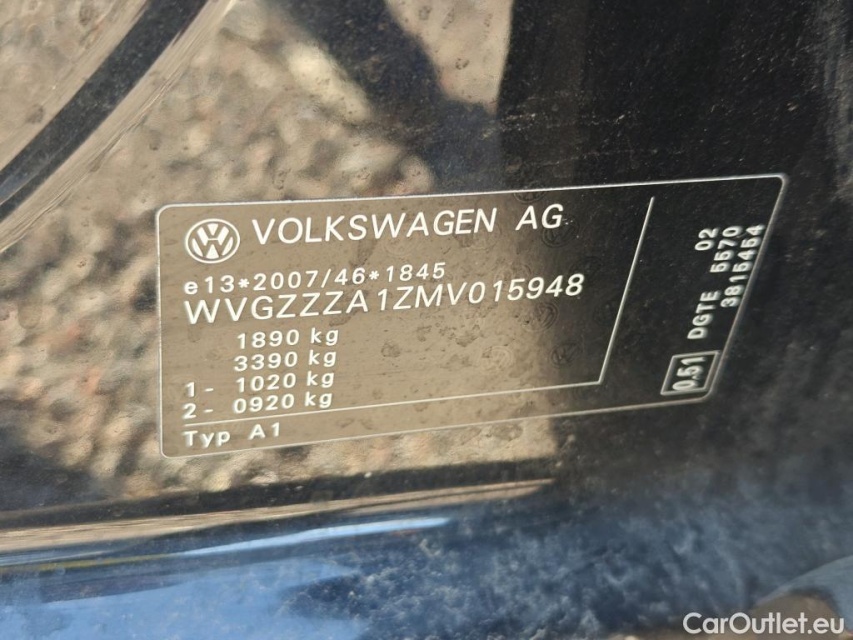 VOLKSWAGEN AG
e13*2007/46*1845
WVGZZZA1ZMV015948
1890 kg
3390 kg
1- 1020 kg
2- 0920 kg
Typ A1
02
DGTE 5570
3815454
0.51
CarOutlet.eu